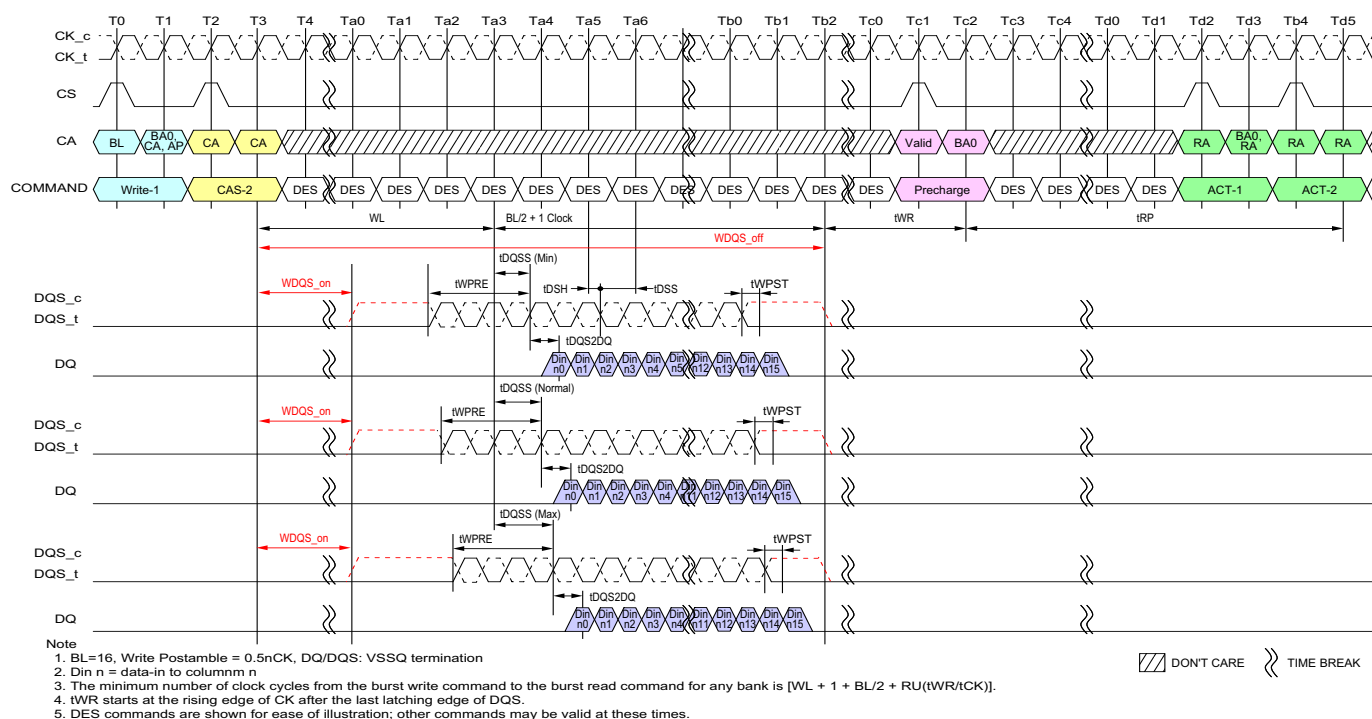 T0 T1 T2 T3 T4 Ta0 Ta1 Ta2 Ta3 Ta4 Ta5 Ta6 Tb0 Tb1 Tb2 Tc0 Tc1 Tc2 Tc3 Tc4 Td0 Td1 Td2 Td3 Tb4 Td5
CK_c
CK_t
CS
CA BL BA0, CA, AP CA CA Valid BA0 RA BA0, RA RA RA
COMMAND Write-1 CAS-2 DES DES DES DES DES DES DES DES DES DES DES DES DES Precharge DES DES DES DES ACT-1 ACT-2
WL BL/2 + 1 Clock tWR tRP
WDQS_off
tDQSS (Min)
WDQS_on tWPRE tDSH tDSS tWPST
DQS_c
DQS_t
tDQS2DQ
DQ Din n0 Din n1 Din n2 Din n3 Din n4 Din n5 Din n12 Din n13 Din n14 Din n15
tDQSS (Normal)
WDQS_on tWPRE tWPST
DQS_c
DQS_t
tDQS2DQ
DQ Din n0 Din n1 Din n2 Din n3 Din n4 Din n11 Din n12 Din n13 Din n14 Din n15
tDQSS (Max)
WDQS_on tWPRE tWPST
DQS_c
DQS_t
tDQS2DQ
DQ Din n0 Din n1 Din n2 Din n3 Din n4 Din n11 Din n12 Din n13 Din n14 Din n15
Note
1. BL=16, Write Postamble = 0.5nCK, DQ/DQS: VSSQ termination
2. Din n = data-in to columnm n
3. The minimum number of clock cycles from the burst write command to the burst read command for any bank is [WL + 1 + BL/2 + RU(tWR/tCK)].
4. tWR starts at the rising edge of CK after the last latching edge of DQS.
5. DES commands are shown for ease of illustration; other commands may be valid at these times.
DON'T CARE TIME BREAK